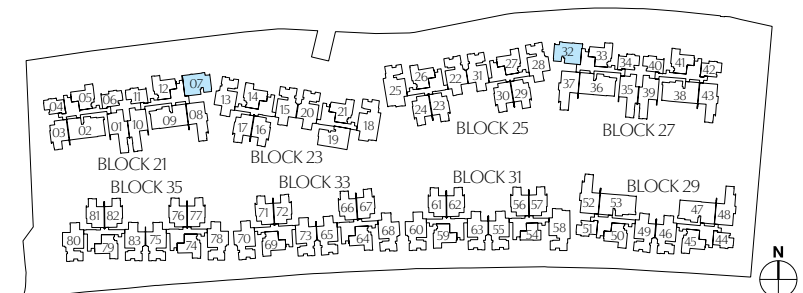 32 33 34 40 41 42
37 36 35 39 38 43
25 26 22 31 27 28
24 23 30 29
BLOCK 25
BLOCK 27
04 05 06 11 12 07
03 02 01 10 09 08
BLOCK 21
13 14 15 20 21 18
17 16 19
BLOCK 23
BLOCK 35
81 82 76 77
80 79 83 75 74 78
BLOCK 33
71 72 66 67
70 69 73 65 64 68
BLOCK 31
61 62 56 57
60 59 63 55 54 58
BLOCK 29
52 53 47 48
51 50 49 46 45 44
N